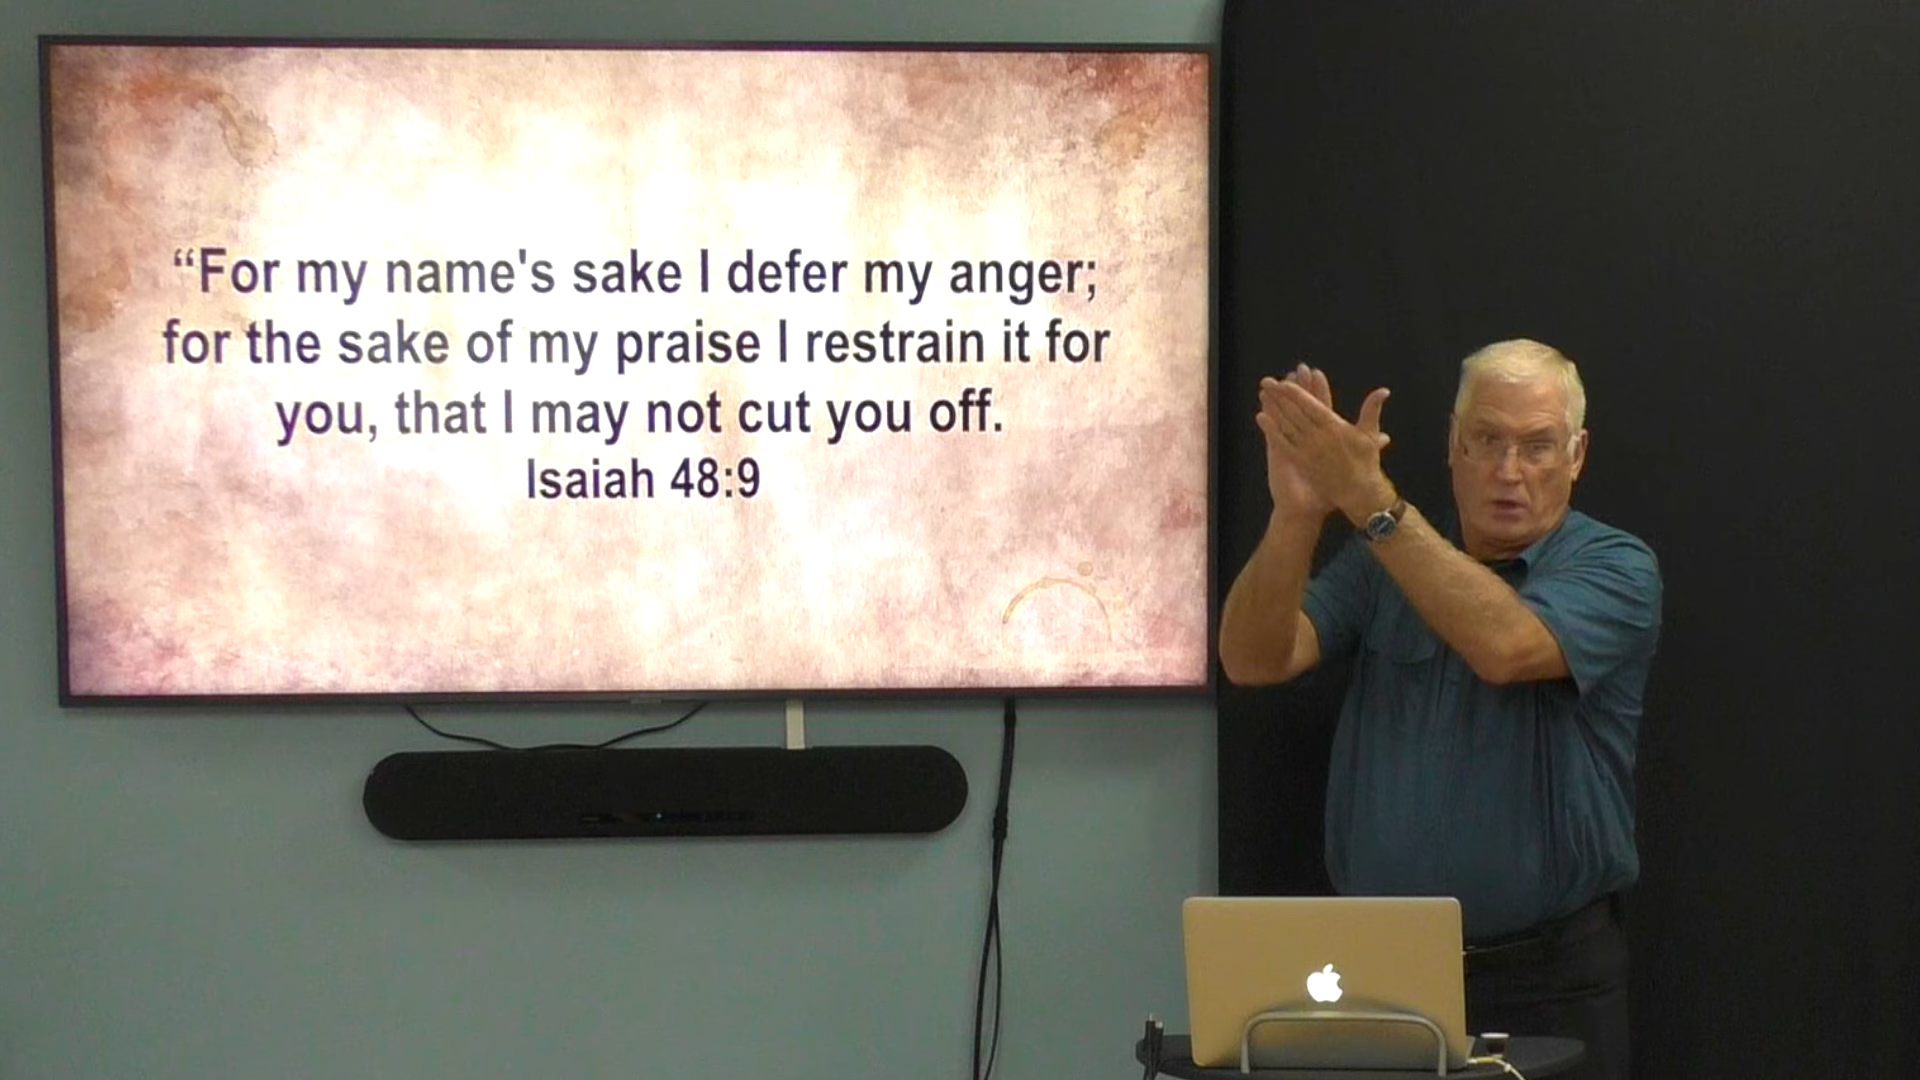 “For my name's sake I defer my anger;
for the sake of my praise I restrain it for
you, that I may not cut you off.
Isaiah 48:9